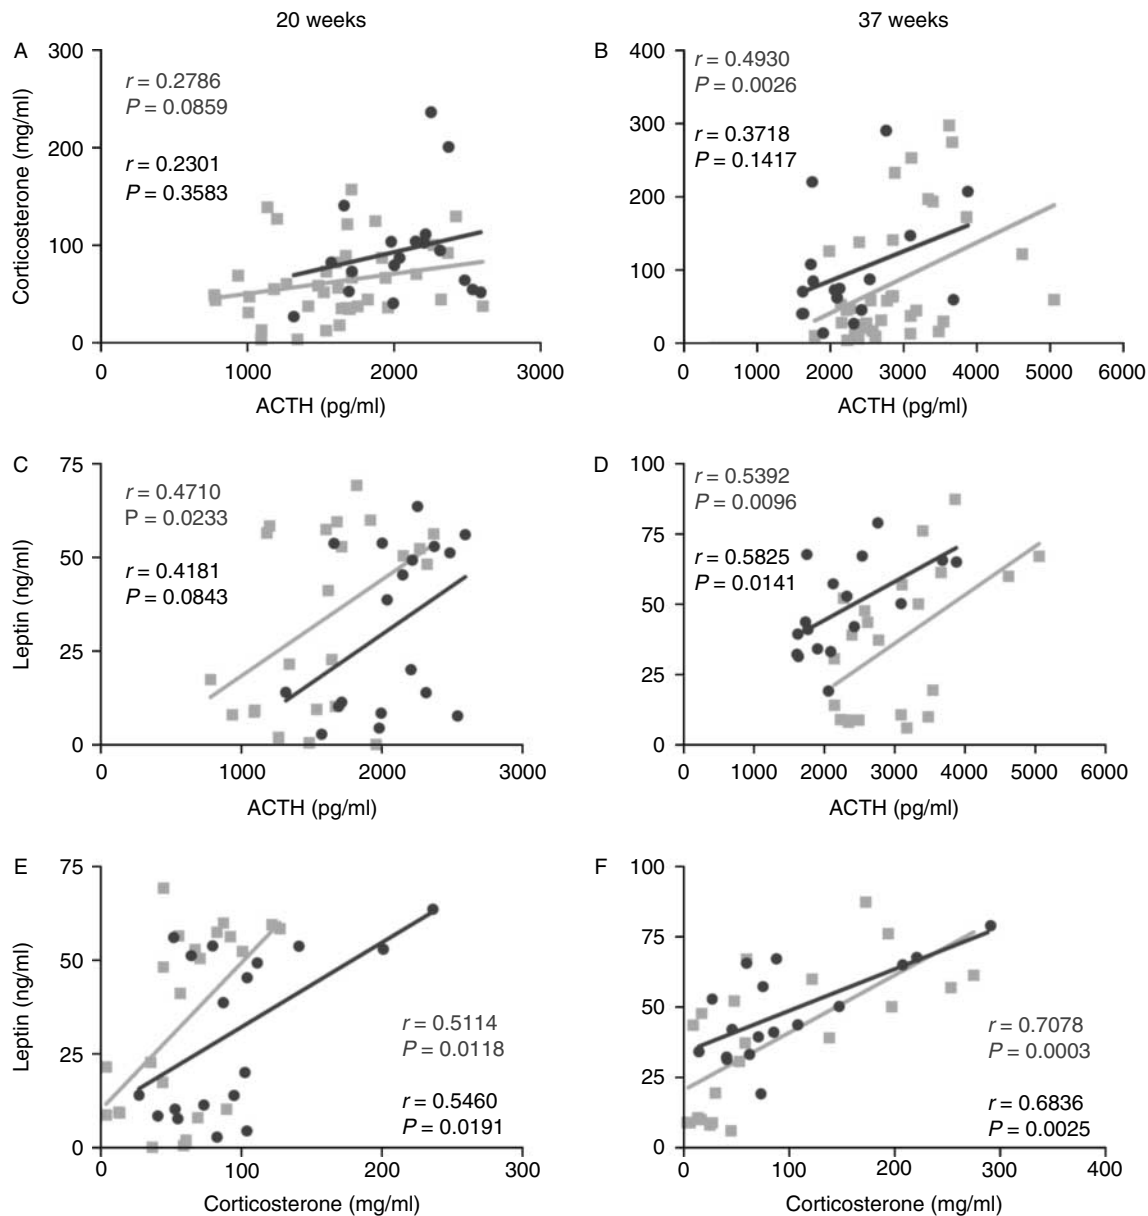 20 weeks
37 weeks
A
300
200
100
0
Corticosterone (mg/ml)
r = 0.2786
P = 0.0859
r = 0.2301
P = 0.3583
1000 2000 3000
ACTH (pg/ml)
B
400
300
200
100
0
r = 0.4930
P = 0.0026
r = 0.3718
P = 0.1417
0 1000 2000 3000 4000 5000 6000
ACTH (pg/ml)
C
75
50
25
0
Leptin (ng/ml)
r = 0.4710
P = 0.0233
r = 0.4181
P = 0.0843
0 1000 2000 3000
ACTH (pg/ml)
D
100
75
50
25
0
r = 0.5392
P = 0.0096
r = 0.5825
P = 0.0141
0 1000 2000 3000 4000 5000 6000
ACTH (pg/ml)
E
75
50
25
0
Leptin (ng/ml)
r = 0.5114
P = 0.0118
r = 0.5460
P = 0.0191
0 100 200 300
Corticosterone (mg/ml)
F
100
75
50
25
0
r = 0.7078
P = 0.0003
r = 0.6836
P = 0.0025
0 100 200 300 400
Corticosterone (mg/ml)